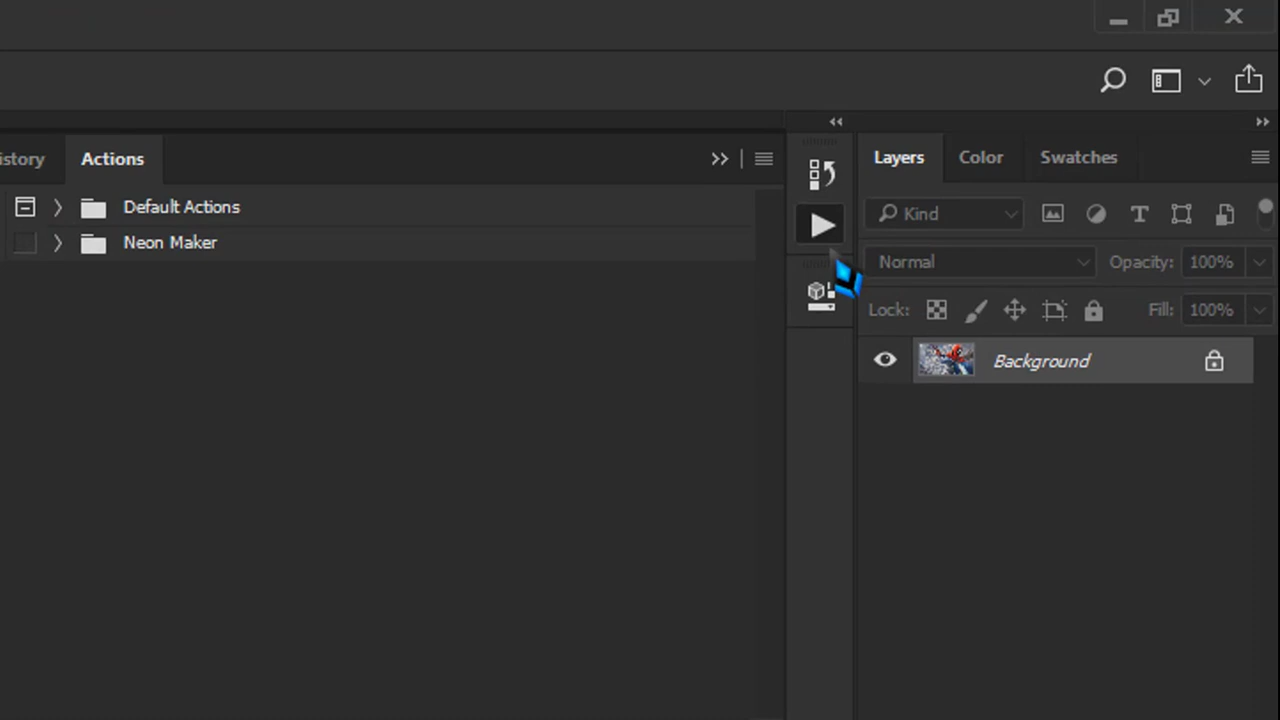 istory
Actions
Default Actions
Neon Maker
Layers
Color
Swatches
Kind
Normal
Opacity: 100%
Lock:
Fill: 100%
Background